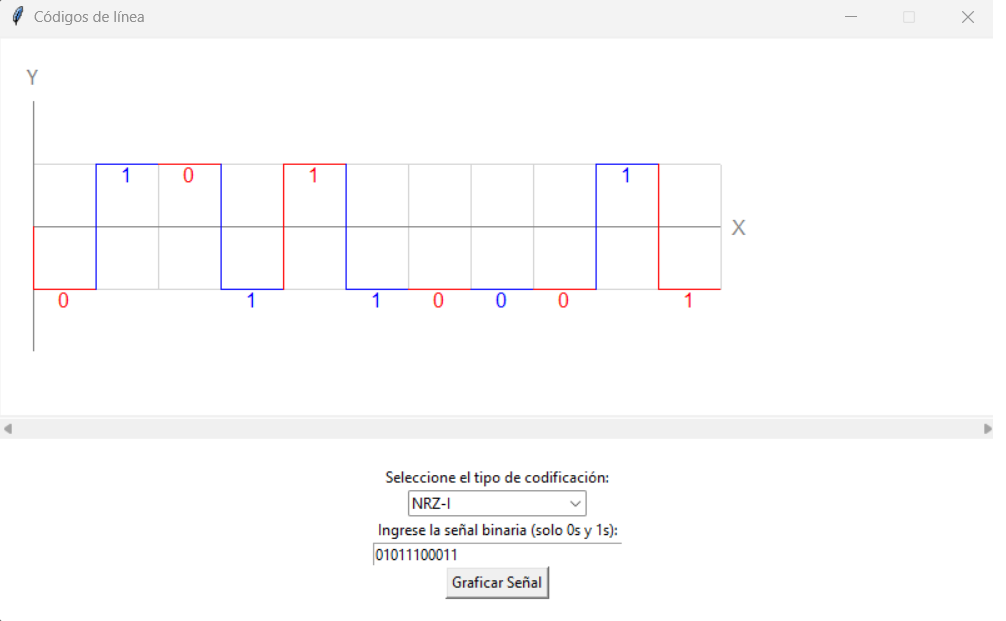 Códigos de línea
Y
1 0 1 1
X
0 1 1 0 0 0 1
Seleccione el tipo de codificación:
NRZ-I
Ingrese la señal binaria (solo 0s y 1s):
01011100011
Graficar Señal